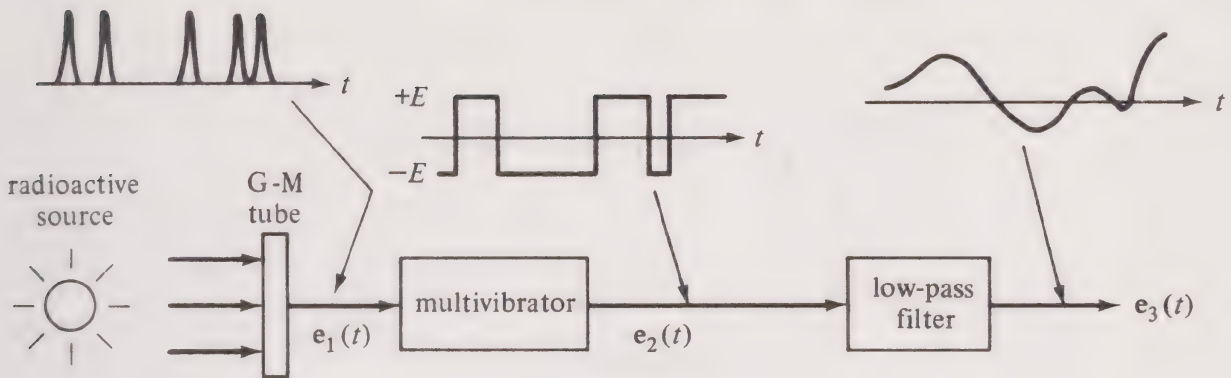 t
+E
t
t
−E
radioactive
source
G-M
tube
multivibrator
low-pass
filter
e₁(t)
e₂(t)
e₃(t)